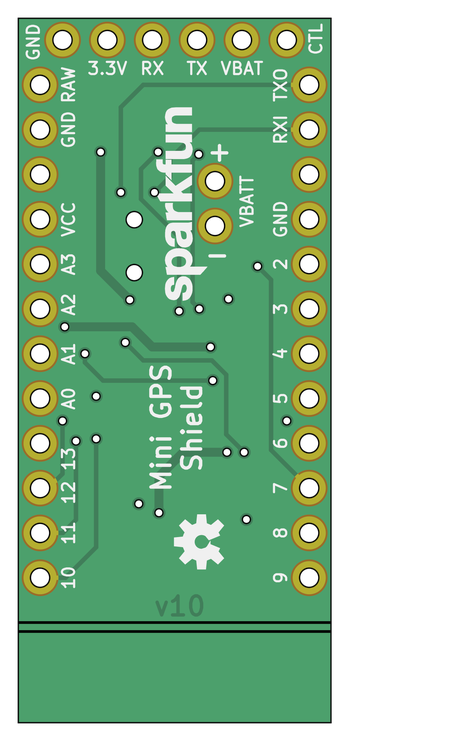 GND
3.3V RX TX VBAT
CTL
RAW
GND
VCC
A3
A2
A1
A0
13
12
11
10
TXO
RXI
GND
2
3
4
5
6
7
8
9
sparkfun
+
VBATT
−
Mini GPS
Shield
v10